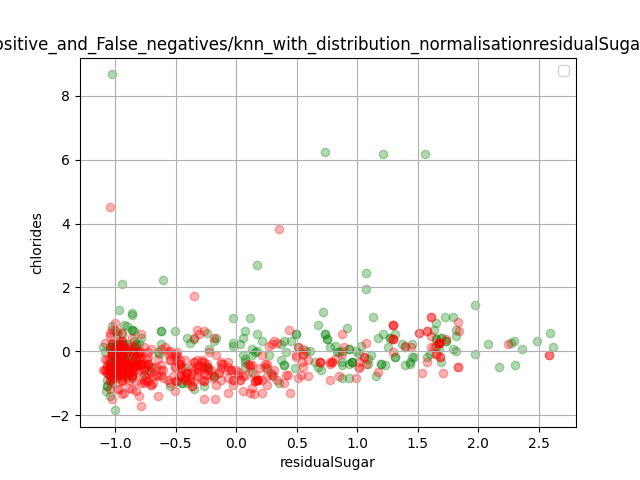 ositive_and_False_negatives/knn_with_distribution_normalisationresidualSuga
chlorides
8
6
4
2
0
−2
−1.0 −0.5 0.0 0.5 1.0 1.5 2.0 2.5
residualSugar